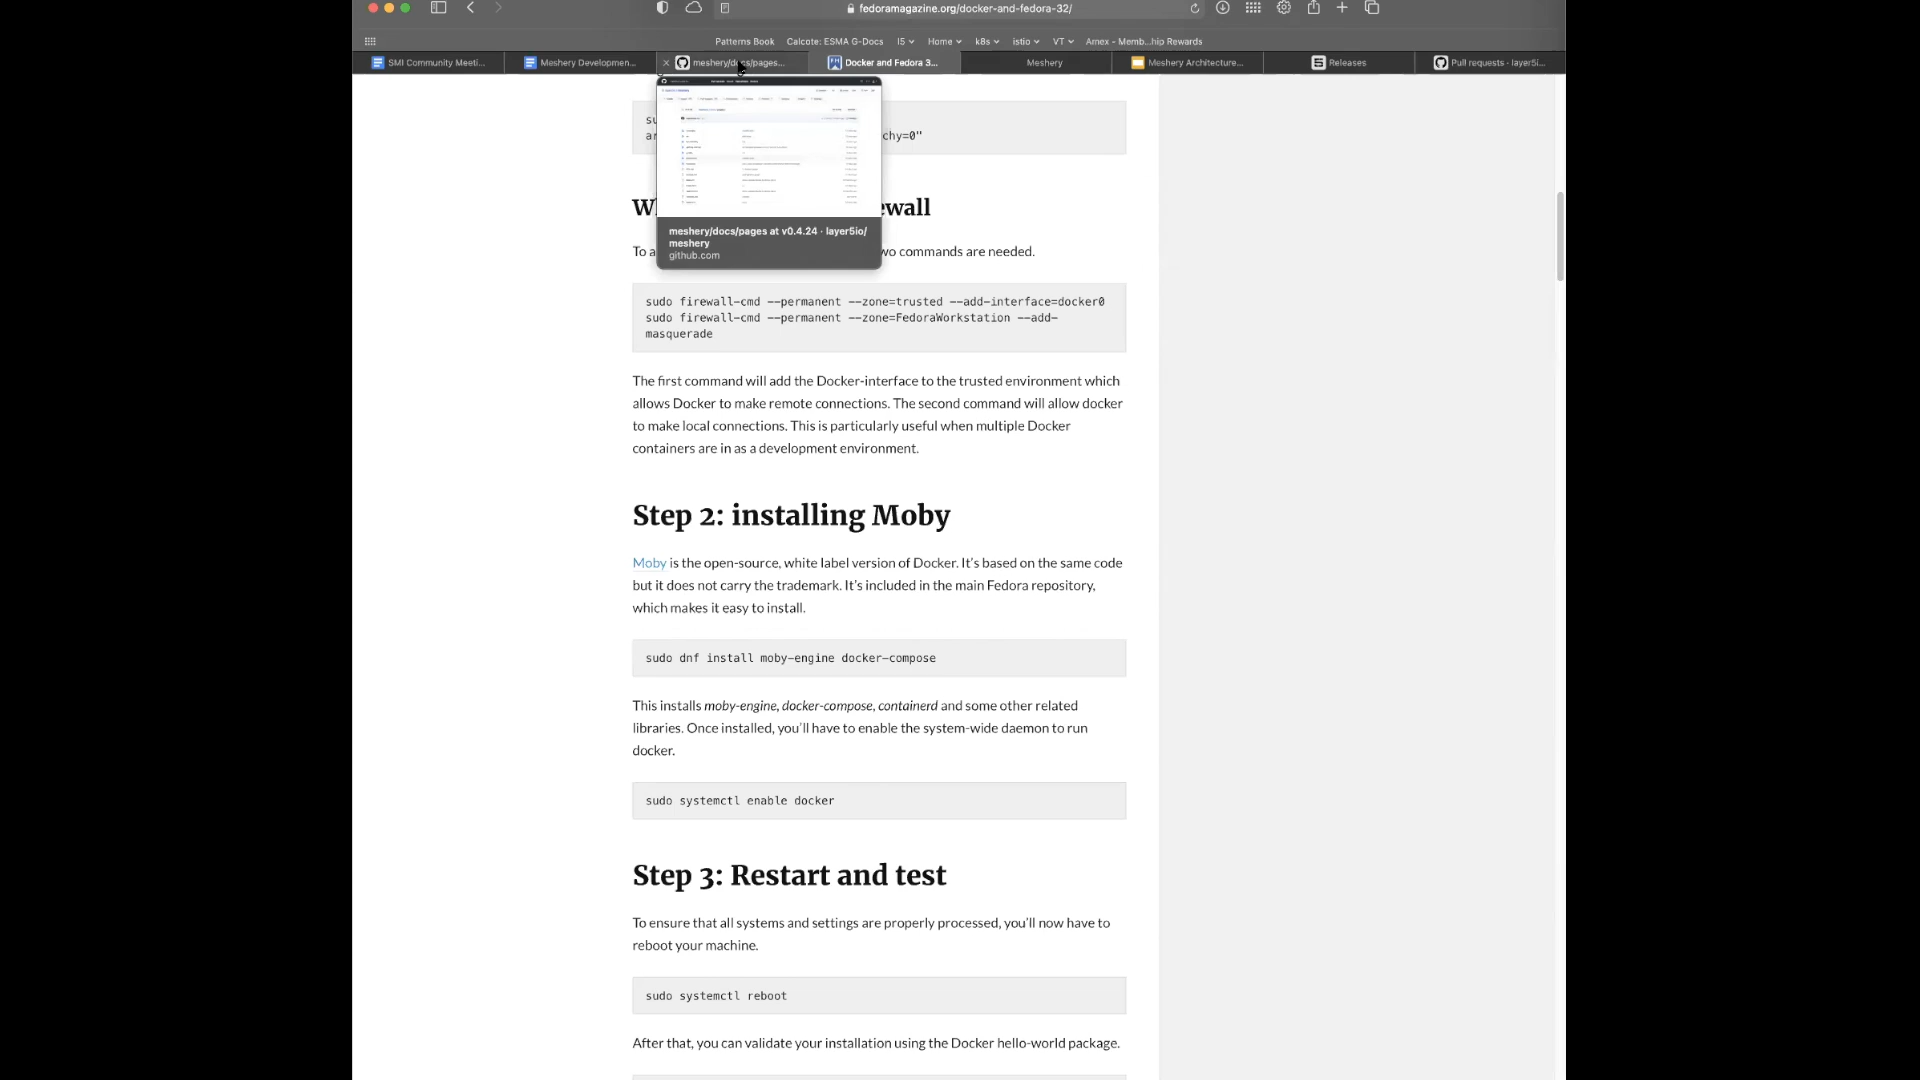 fedoramagazine.org/docker-and-fedora-32/
Patterns Book Calcote: ESMA G-Docs l5 Home k8s istio VT Amex - Memb...hip Rewards
SMI Community Meeti... Meshery Developmen... meshery/docs/pages... Docker and Fedora 3... Meshery Meshery Architecture... Releases Pull requests · layer5i...
su
ar chy=0"
Wh ewall
To a wo commands are needed.
meshery/docs/pages at v0.4.24 · layer5io/
meshery
github.com
sudo firewall-cmd --permanent --zone=trusted --add-interface=docker0
sudo firewall-cmd --permanent --zone=FedoraWorkstation --add-
masquerade
The first command will add the Docker-interface to the trusted environment which
allows Docker to make remote connections. The second command will allow docker
to make local connections. This is particularly useful when multiple Docker
containers are in as a development environment.
Step 2: installing Moby
Moby is the open-source, white label version of Docker. It’s based on the same code
but it does not carry the trademark. It’s included in the main Fedora repository,
which makes it easy to install.
sudo dnf install moby-engine docker-compose
This installs moby-engine, docker-compose, containerd and some other related
libraries. Once installed, you’ll have to enable the system-wide daemon to run
docker.
sudo systemctl enable docker
Step 3: Restart and test
To ensure that all systems and settings are properly processed, you’ll now have to
reboot your machine.
sudo systemctl reboot
After that, you can validate your installation using the Docker hello-world package.